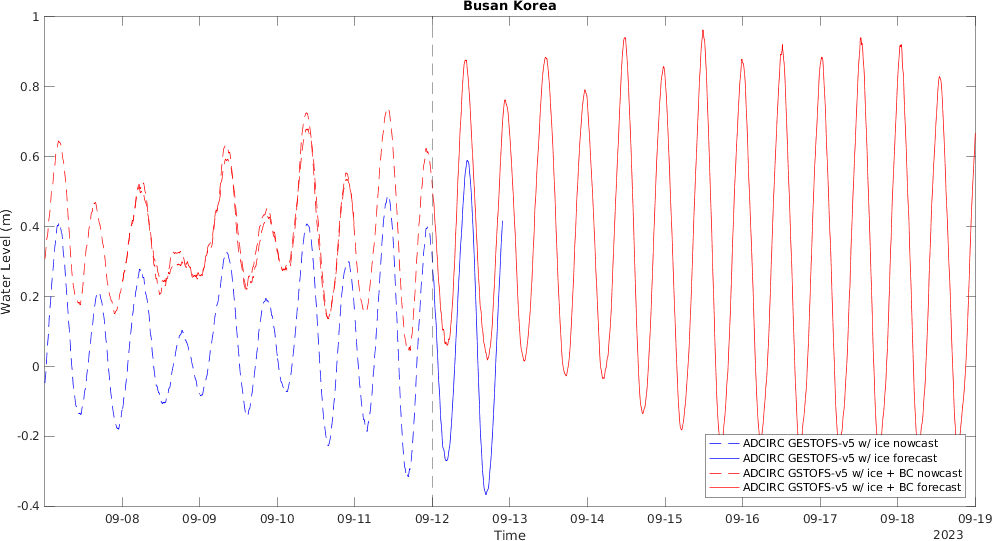 Busan Korea
Water Level (m)
1
0.8
0.6
0.4
0.2
0
-0.2
-0.4
ADCIRC GESTOFS-v5 w/ ice nowcast
ADCIRC GESTOFS-v5 w/ ice forecast
ADCIRC GSTOFS-v5 w/ ice + BC nowcast
ADCIRC GSTOFS-v5 w/ ice + BC forecast
09-08 09-09 09-10 09-11 09-12 09-13 09-14 09-15 09-16 09-17 09-18 09-19
Time
2023